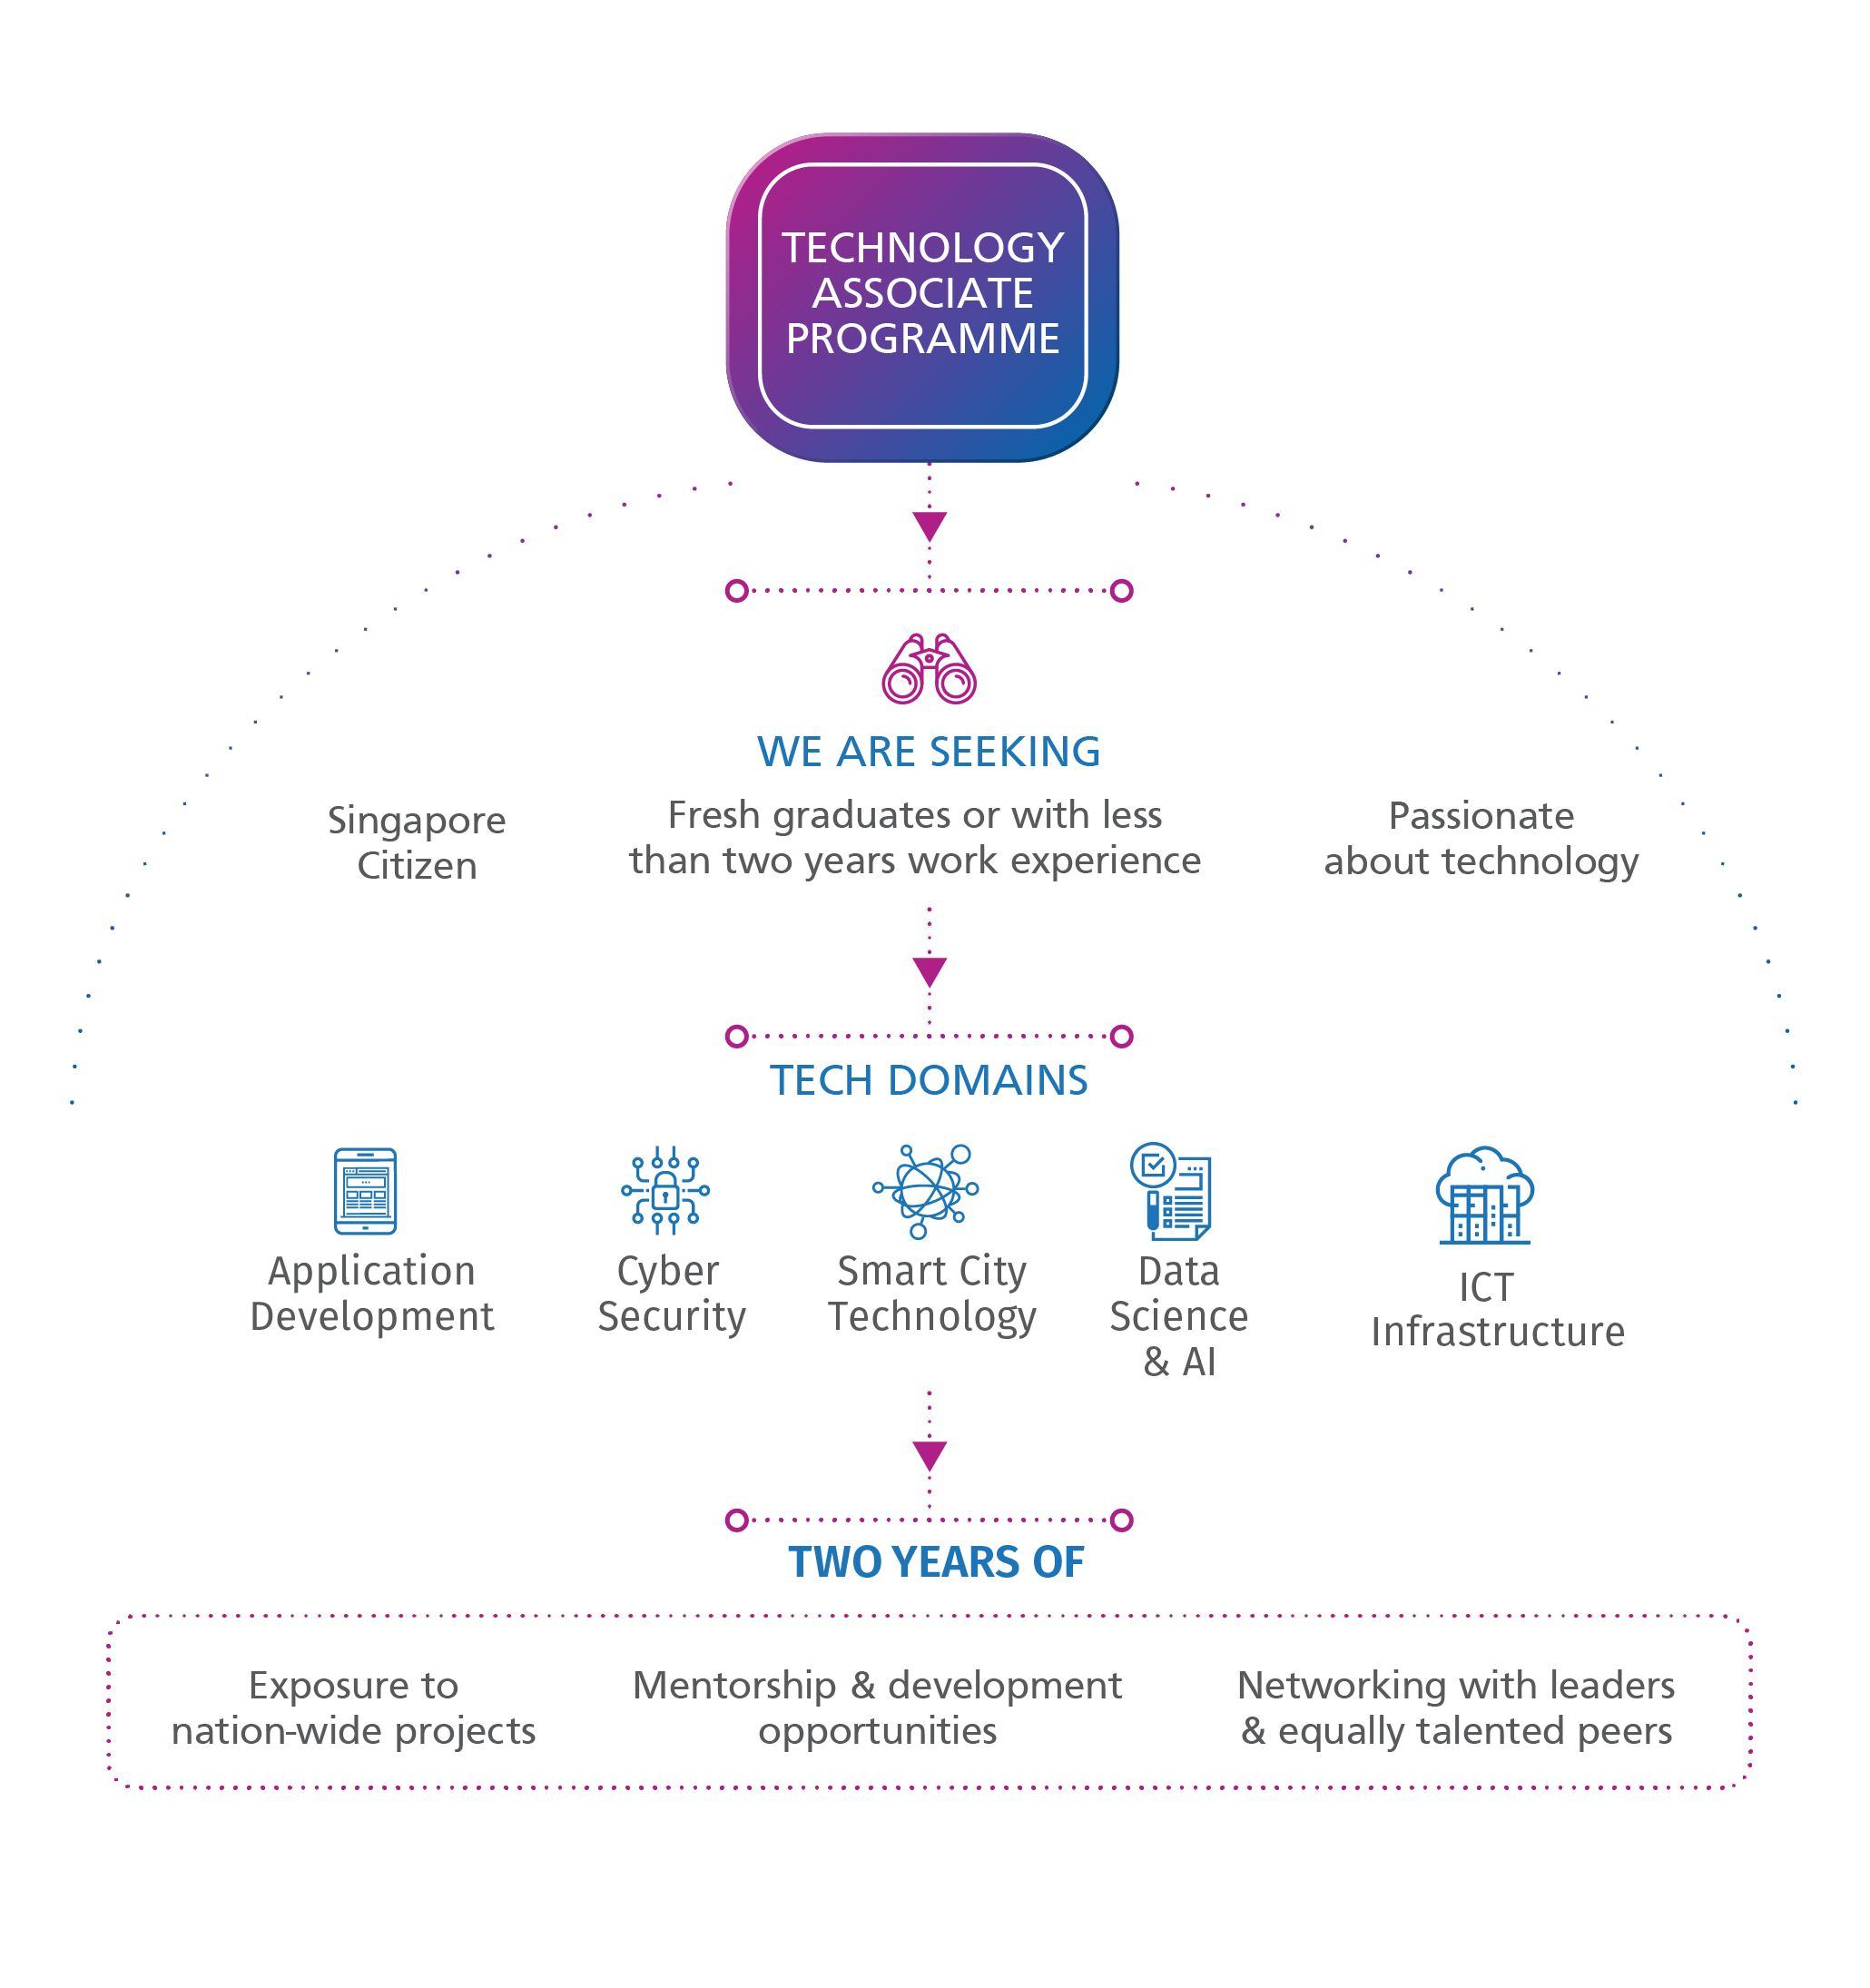 TECHNOLOGY
ASSOCIATE
PROGRAMME
WE ARE SEEKING
Singapore
Citizen
Fresh graduates or with less
than two years work experience
Passionate
about technology
TECH DOMAINS
Application
Development
Cyber
Security
Smart City
Technology
Data
Science
& AI
ICT
Infrastructure
TWO YEARS OF
Exposure to
nation-wide projects
Mentorship & development
opportunities
Networking with leaders
& equally talented peers